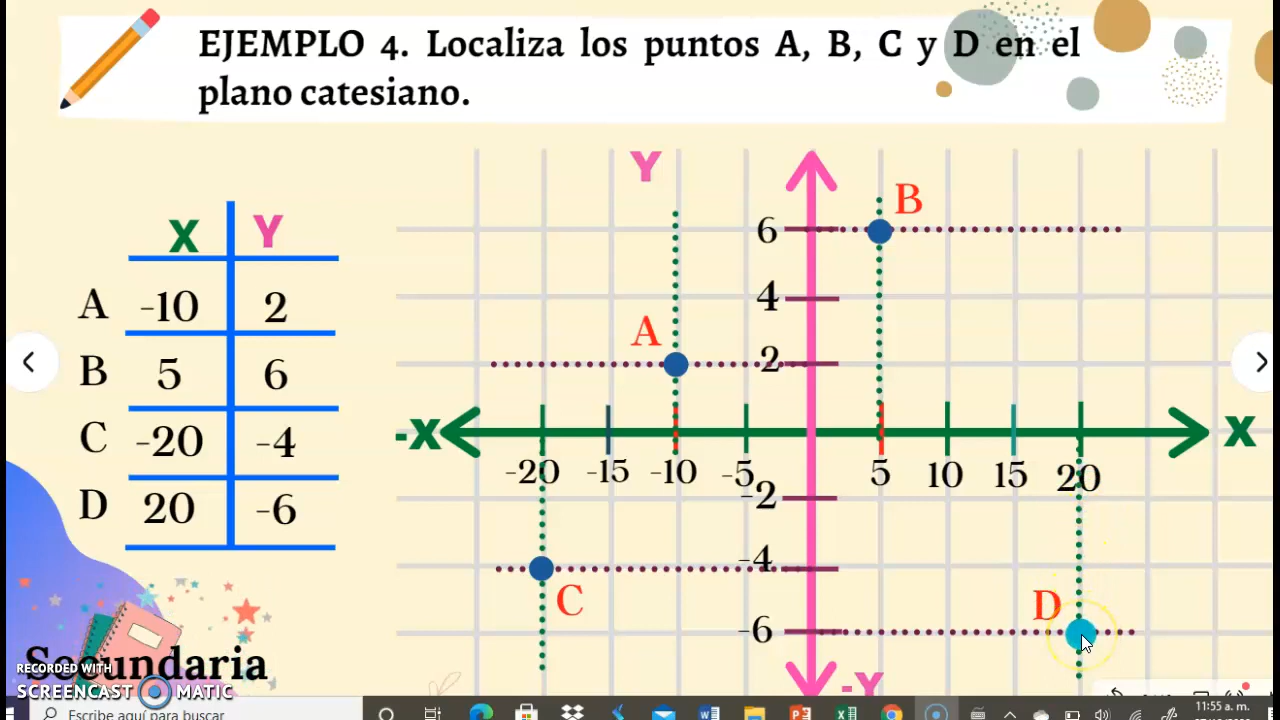 EJEMPLO 4. Localiza los puntos A, B, C y D en el
plano catesiano.
X Y
A -10 2
B 5 6
C -20 -4
D 20 -6
Y
B
6
4
A
2
-X X
-20 -15 -10 -5 5 10 15 20
-2
-4
C
D
-6
-Y
Secundaria
RECORDED WITH
SCREENCAST MATIC
Escribe aquí para buscar
11:55 a. m.